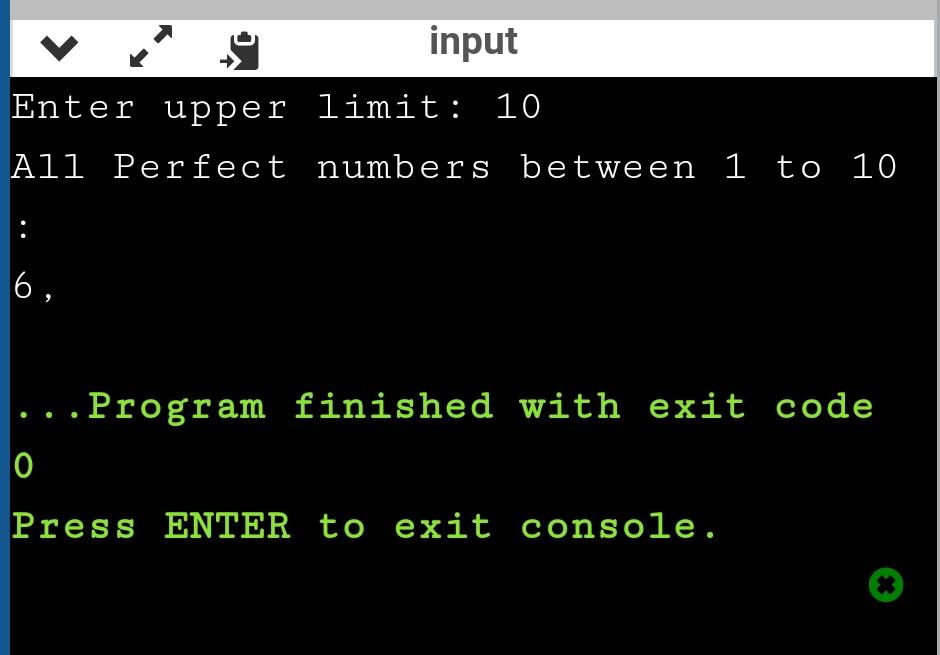 input
Enter upper limit: 10
All Perfect numbers between 1 to 10
:
6,
...Program finished with exit code
0
Press ENTER to exit console.